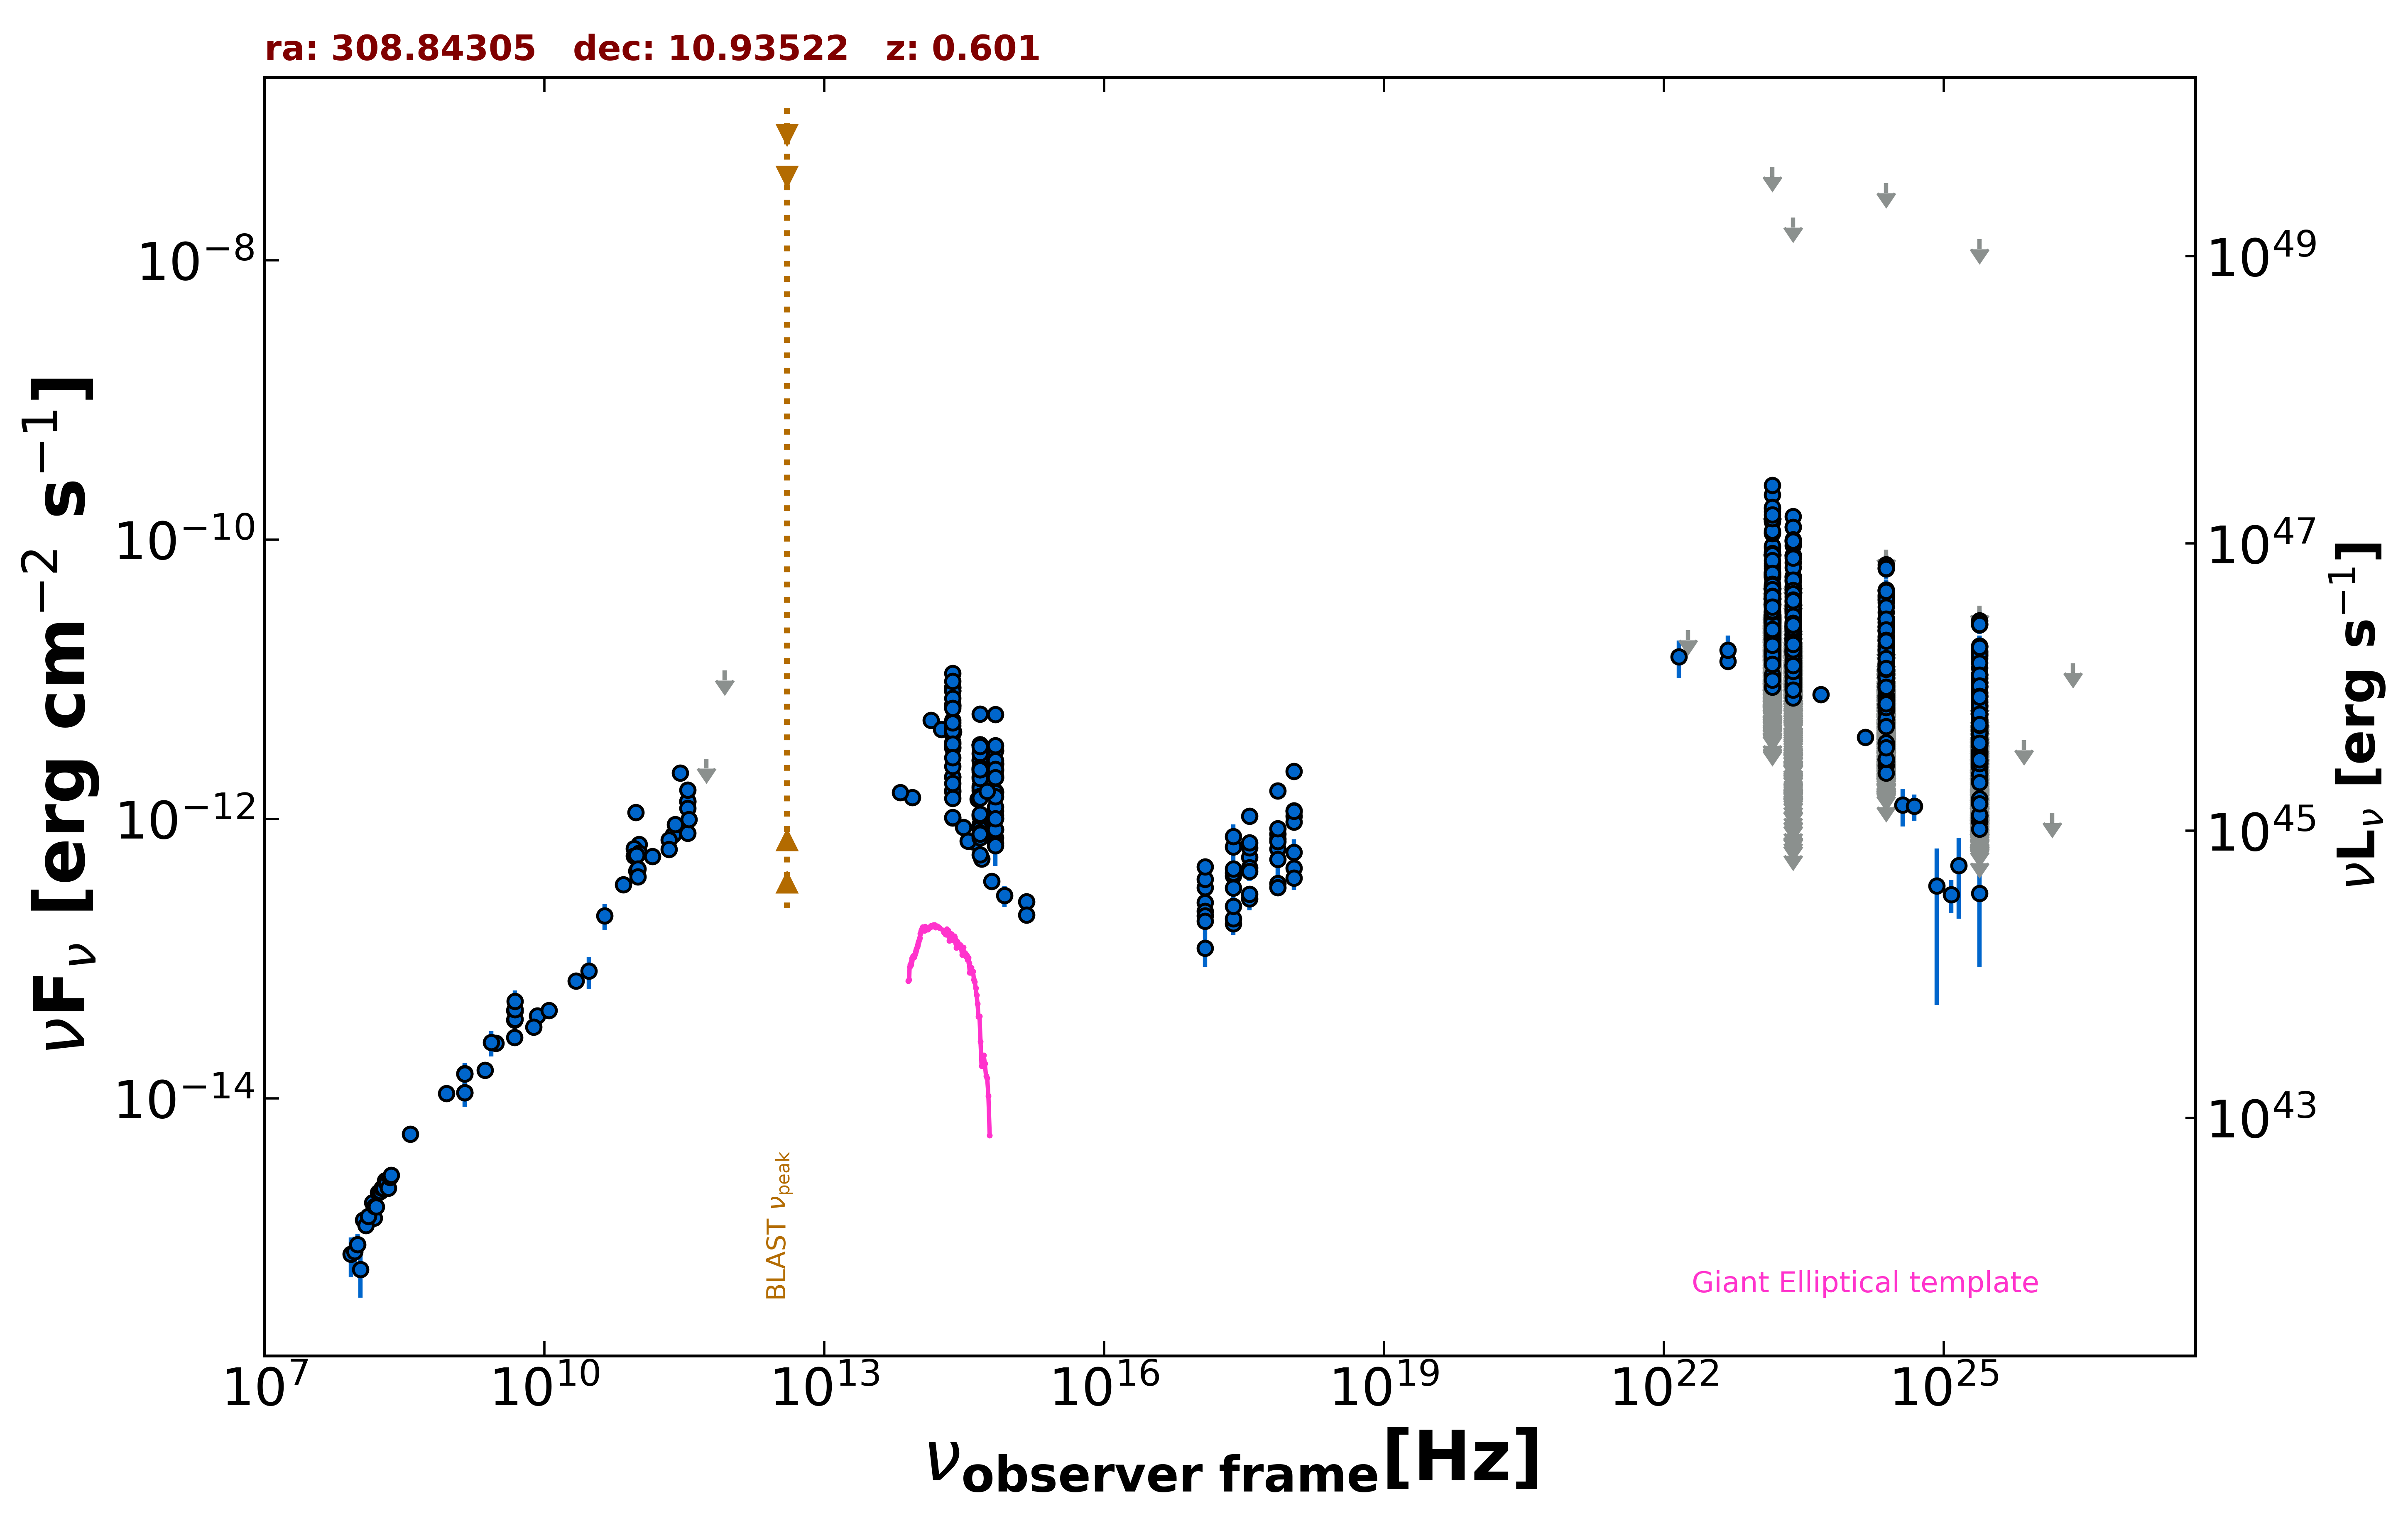 ra: 308.84305 dec: 10.93522 z: 0.601
νF_ν [erg cm⁻² s⁻¹]
10⁻⁸
10⁻¹⁰
10⁻¹²
10⁻¹⁴
10⁴⁹
10⁴⁷
10⁴⁵
10⁴³
νL_ν [erg s⁻¹]
BLAST ν_peak
Giant Elliptical template
10⁷ 10¹⁰ 10¹³ 10¹⁶ 10¹⁹ 10²² 10²⁵
ν_observer frame [Hz]